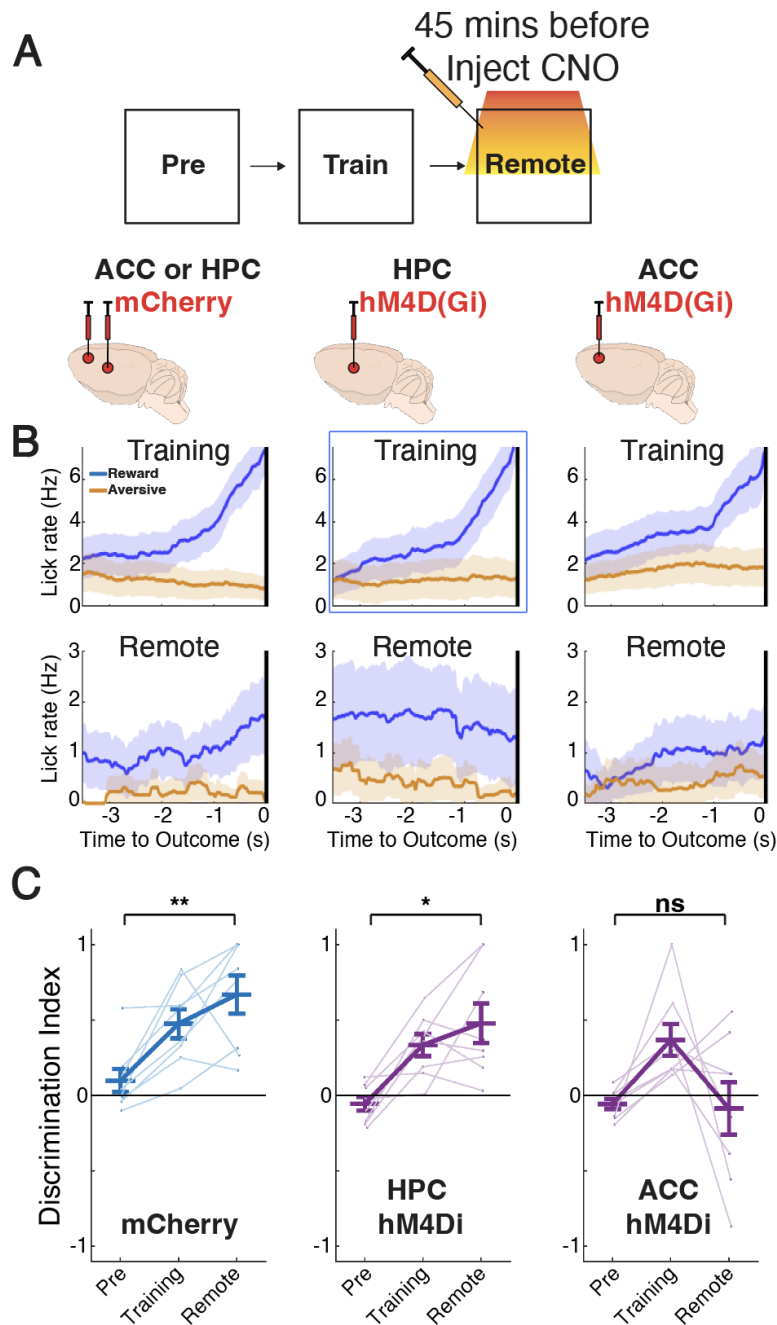 A
45 mins before
Inject CNO
Pre
Train
Remote
ACC or HPC
mCherry
HPC
hM4D(Gi)
ACC
hM4D(Gi)
B
Training
Reward
Aversive
Lick rate (Hz)
6
4
2
0
Training
6
4
2
0
Training
6
4
2
0
Remote
Lick rate (Hz)
3
2
1
0
-3 -2 -1 0
Time to Outcome (s)
Remote
3
2
1
0
-3 -2 -1 0
Time to Outcome (s)
Remote
3
2
1
0
-3 -2 -1 0
Time to Outcome (s)
C
**
Discrimination Index
1
0
-1
mCherry
Pre
Training
Remote
*
1
0
-1
HPC
hM4Di
Pre
Training
Remote
ns
1
0
-1
ACC
hM4Di
Pre
Training
Remote